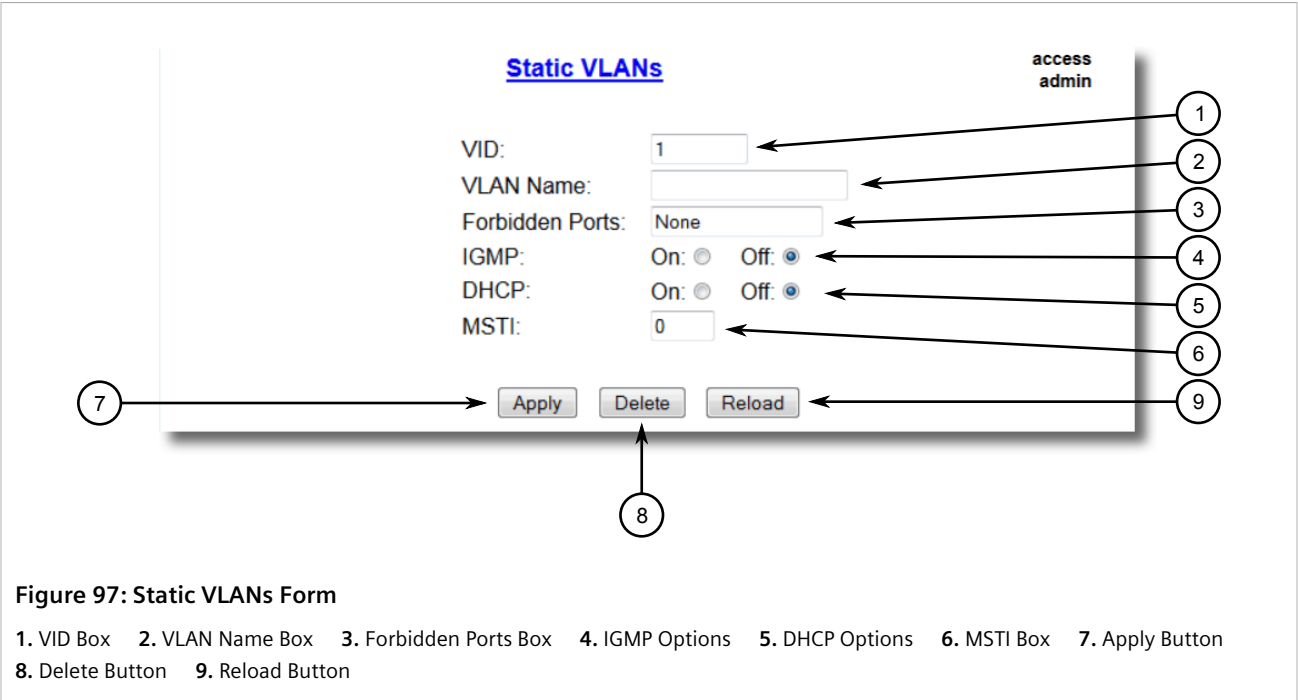 Static VLANs
access
admin
VID: 1
VLAN Name:
Forbidden Ports: None
IGMP: On: Off:
DHCP: On: Off:
MSTI: 0
Apply Delete Reload
1
2
3
4
5
6
7
9
8
Figure 97: Static VLANs Form
1. VID Box 2. VLAN Name Box 3. Forbidden Ports Box 4. IGMP Options 5. DHCP Options 6. MSTI Box 7. Apply Button
8. Delete Button 9. Reload Button